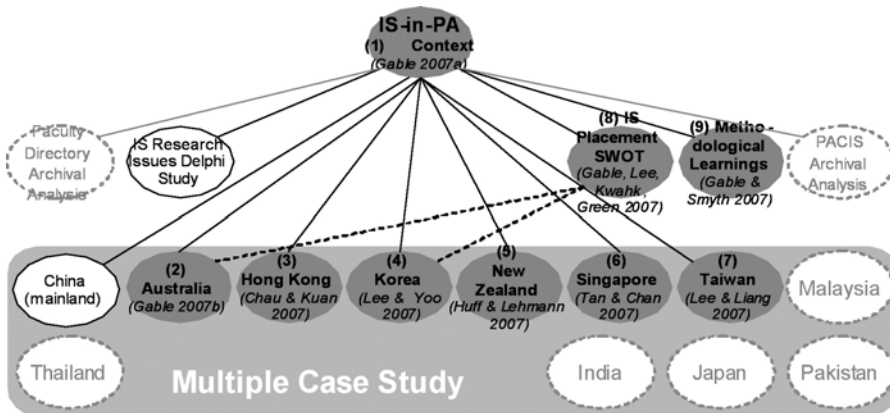 IS-in-PA
(1) Context
(Gable 2007a)
Faculty
Directory
Archival
Analysis
IS Research
Issues Delphi
Study
(8) IS
Placement
SWOT
(Gable, Lee,
Kwahk,
Green 2007)
(9) Metho-
dological
Learnings
(Gable &
Smyth 2007)
PACIS
Archival
Analysis
China
(mainland)
(2)
Australia
(Gable 2007b)
(3)
Hong Kong
(Chau & Kuan
2007)
(4)
Korea
(Lee & Yoo
2007)
(5)
New
Zealand
(Huff & Lehmann
2007)
(6)
Singapore
(Tan & Chan
2007)
(7)
Taiwan
(Lee & Liang
2007)
Malaysia
Thailand
Multiple Case Study
India
Japan
Pakistan